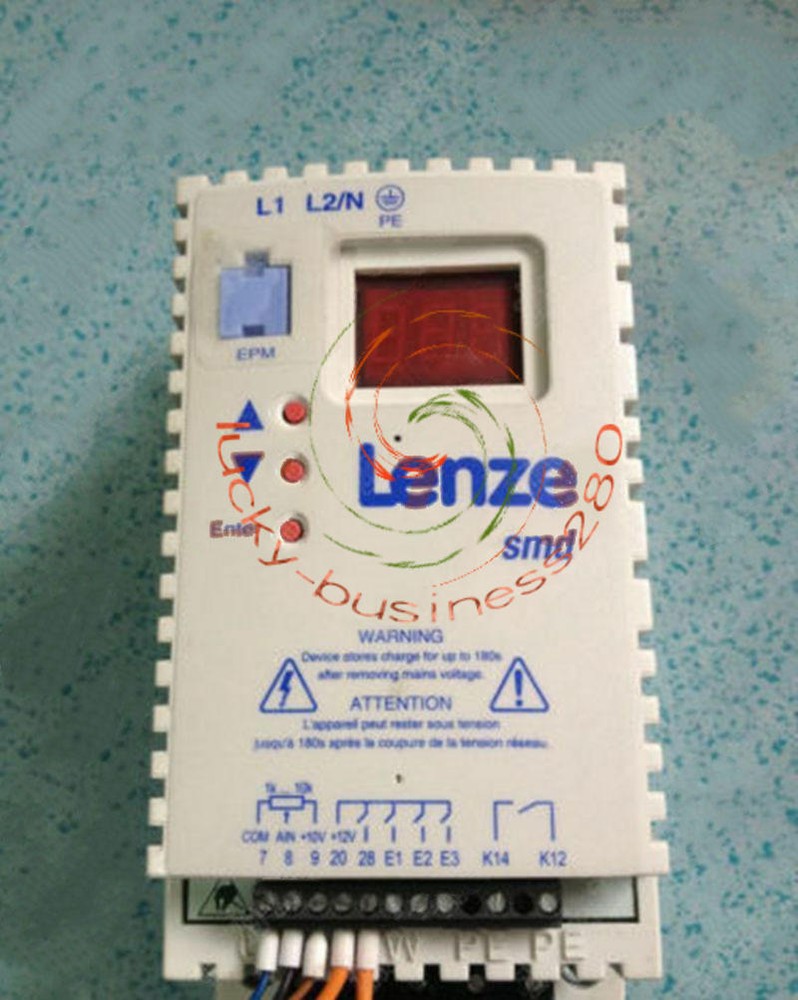 L1 L2/N
PE
EPM
Lenze
smd
Enter
lucky-business280
WARNING
Device stores charge for up to 180s
after removing mains voltage.
ATTENTION
L'appareil peut rester sous tension
jusqu'à 180s après la coupure de la tension réseau.
1k ... 10k
COM AIN +10V +12V
7 8 9 20 28 E1 E2 E3 K14 K12
W PE PE